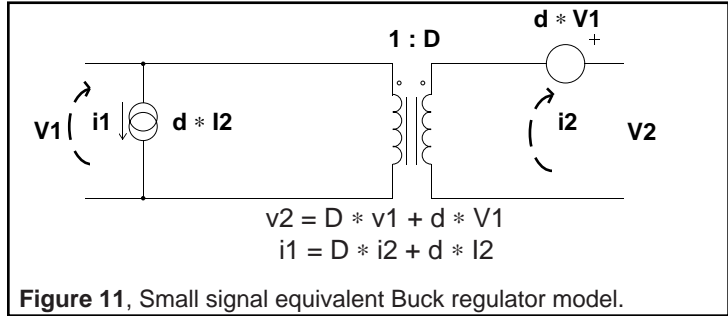 d * V1
+
1 : D
V1 i1 d * I2 i2 V2
v2 = D * v1 + d * V1
i1 = D * i2 + d * I2
Figure 11, Small signal equivalent Buck regulator model.